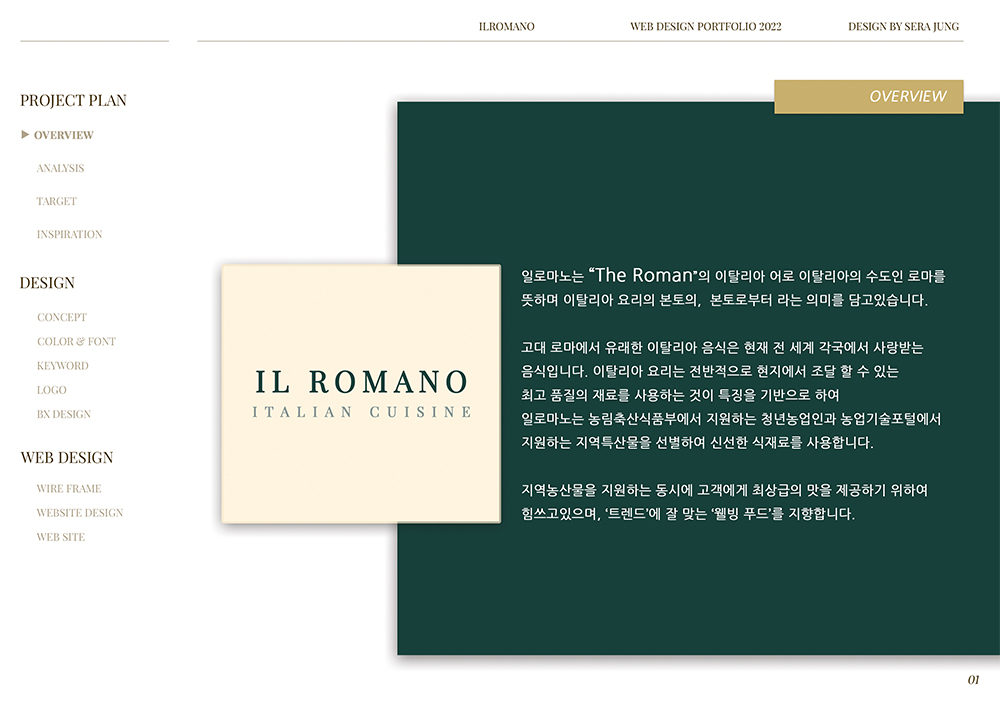 ILROMANO
WEB DESIGN PORTFOLIO 2022
DESIGN BY SERA JUNG
PROJECT PLAN
▶ OVERVIEW
ANALYSIS
TARGET
INSPIRATION
DESIGN
CONCEPT
COLOR & FONT
KEYWORD
LOGO
BX DESIGN
WEB DESIGN
WIRE FRAME
WEBSITE DESIGN
WEB SITE
OVERVIEW
IL ROMANO
ITALIAN CUISINE
일로마노는 “The Roman”의 이탈리아 어로 이탈리아의 수도인 로마를
뜻하며 이탈리아 요리의 본토의, 본토로부터 라는 의미를 담고있습니다.
고대 로마에서 유래한 이탈리아 음식은 현재 전 세계 각국에서 사랑받는
음식입니다. 이탈리아 요리는 전반적으로 현지에서 조달 할 수 있는
최고 품질의 재료를 사용하는 것이 특징을 기반으로 하여
일로마노는 농림축산식품부에서 지원하는 청년농업인과 농업기술포털에서
지원하는 지역특산물을 선별하여 신선한 식재료를 사용합니다.
지역농산물을 지원하는 동시에 고객에게 최상급의 맛을 제공하기 위하여
힘쓰고있으며, ‘트렌드’에 잘 맞는 ‘웰빙 푸드’를 지향합니다.
01